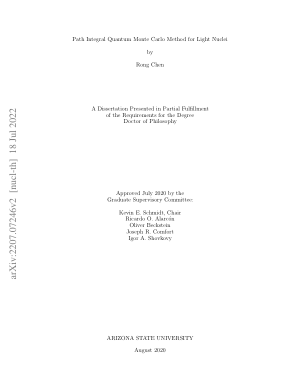 Path Integral Quantum Monte Carlo Method for Light Nuclei
by
Rong Chen
A Dissertation Presented in Partial Fulfillment
of the Requirements for the Degree
Doctor of Philosophy
Approved July 2020 by the
Graduate Supervisory Committee:
Kevin E. Schmidt, Chair
Ricardo O. Alarcón
Oliver Beckstein
Joseph R. Comfort
Igor A. Shovkovy
ARIZONA STATE UNIVERSITY
August 2020
arXiv:2207.07246v2 [nucl-th] 18 Jul 2022